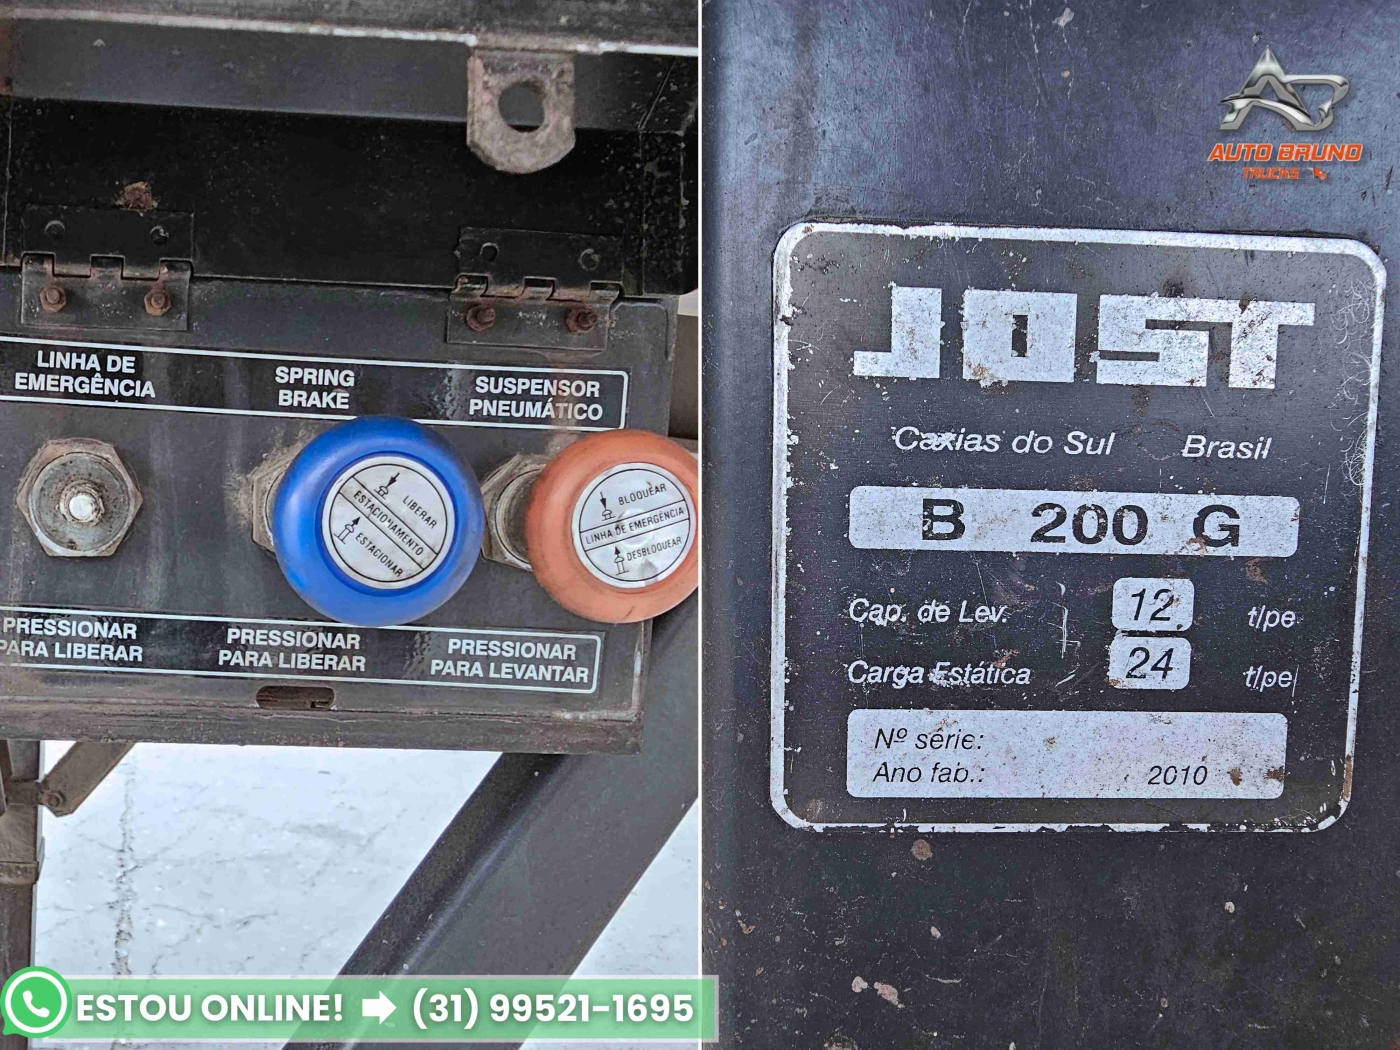 LINHA DE
EMERGÊNCIA
SPRING
BRAKE
SUSPENSOR
PNEUMÁTICO
LIBERAR
ESTACIONAMENTO
ESTACIONAR
BLOQUEAR
LINHA DE EMERGÊNCIA
DESBLOQUEAR
PRESSIONAR
PARA LIBERAR
PRESSIONAR
PARA LIBERAR
PRESSIONAR
PARA LEVANTAR
ESTOU ONLINE! (31) 99521-1695
AUTO BRUNO
TRUCKS
JOST
Caxias do Sul Brasil
B 200 G
Cap. de Lev. 12 t/pe
Carga Estática 24 t/pe
Nº série:
Ano fab.: 2010